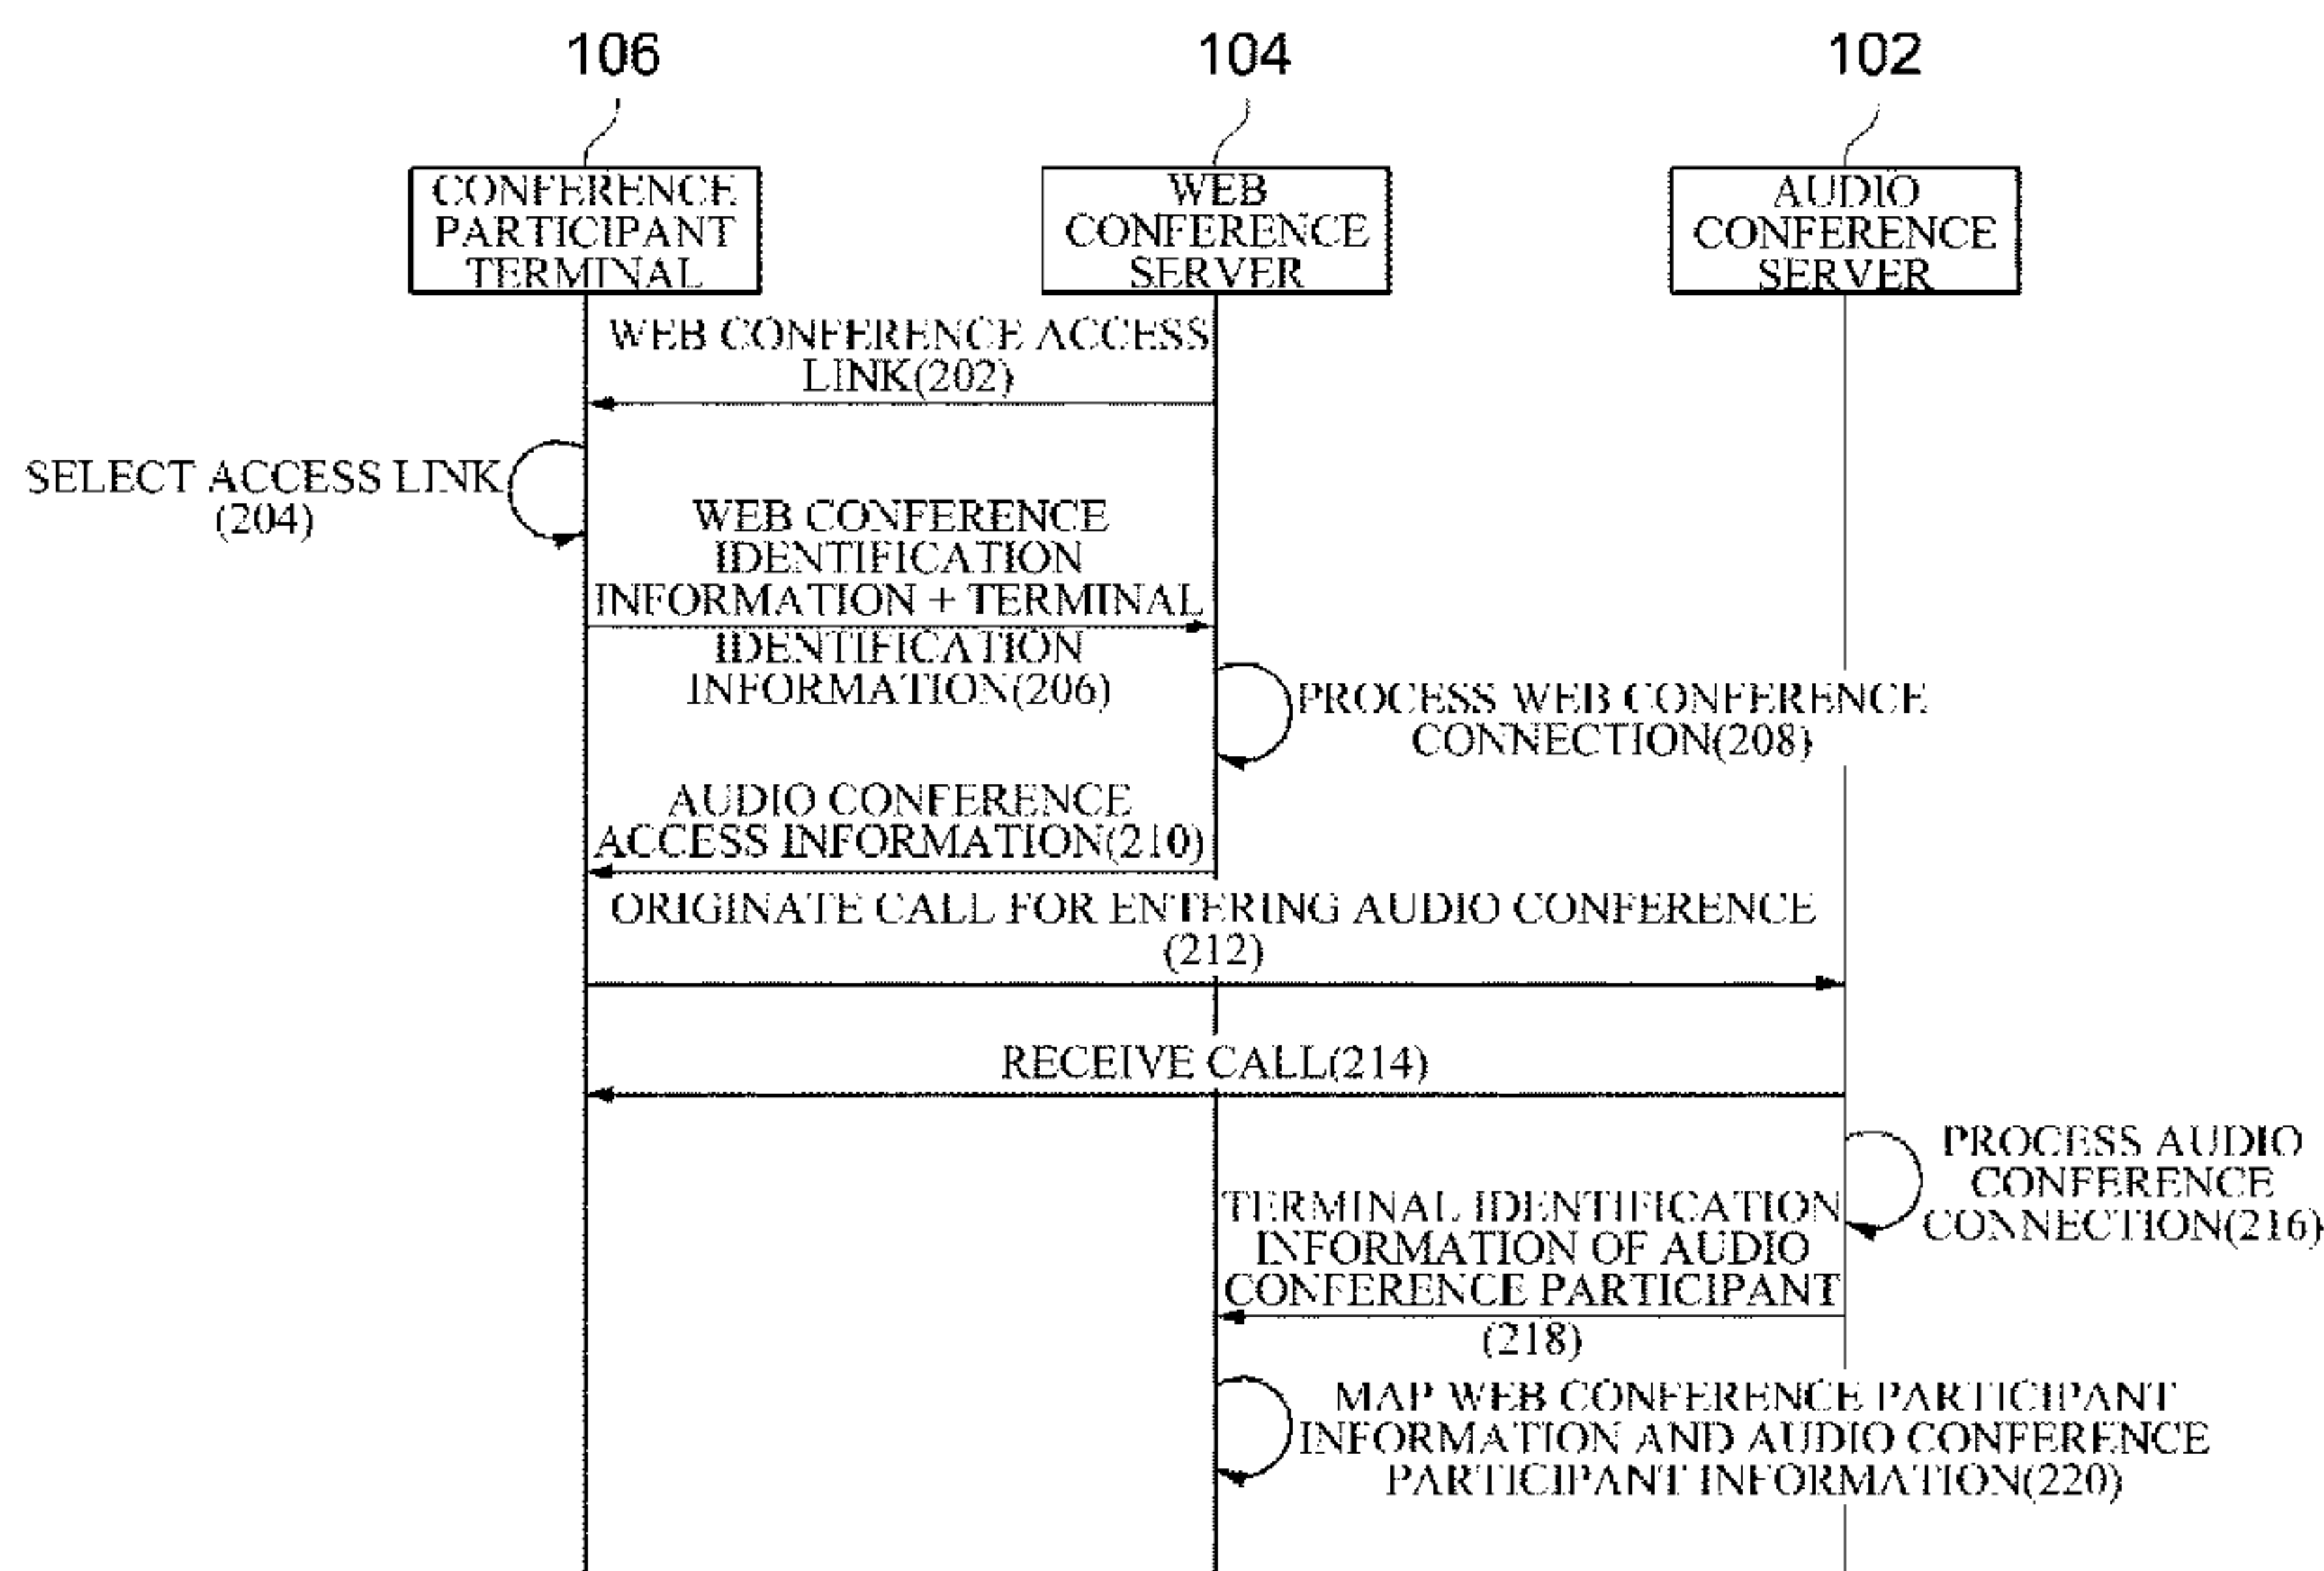 106
104
102
CONFERENCE
PARTICIPANT
TERMINAL
WEB
CONFERENCE
SERVER
AUDIO
CONFERENCE
SERVER
WEB CONFERENCE ACCESS
LINK(202)
SELECT ACCESS LINK
(204)
WEB CONFERENCE
IDENTIFICATION
INFORMATION + TERMINAL
IDENTIFICATION
INFORMATION(206)
PROCESS WEB CONFERENCE
CONNECTION(208)
AUDIO CONFERENCE
ACCESS INFORMATION(210)
ORIGINATE CALL FOR ENTERING AUDIO CONFERENCE
(212)
RECEIVE CALL(214)
PROCESS AUDIO
CONFERENCE
CONNECTION(216)
TERMINAL IDENTIFICATION
INFORMATION OF AUDIO
CONFERENCE PARTICIPANT
(218)
MAP WEB CONFERENCE PARTICIPANT
INFORMATION AND AUDIO CONFERENCE
PARTICIPANT INFORMATION(220)